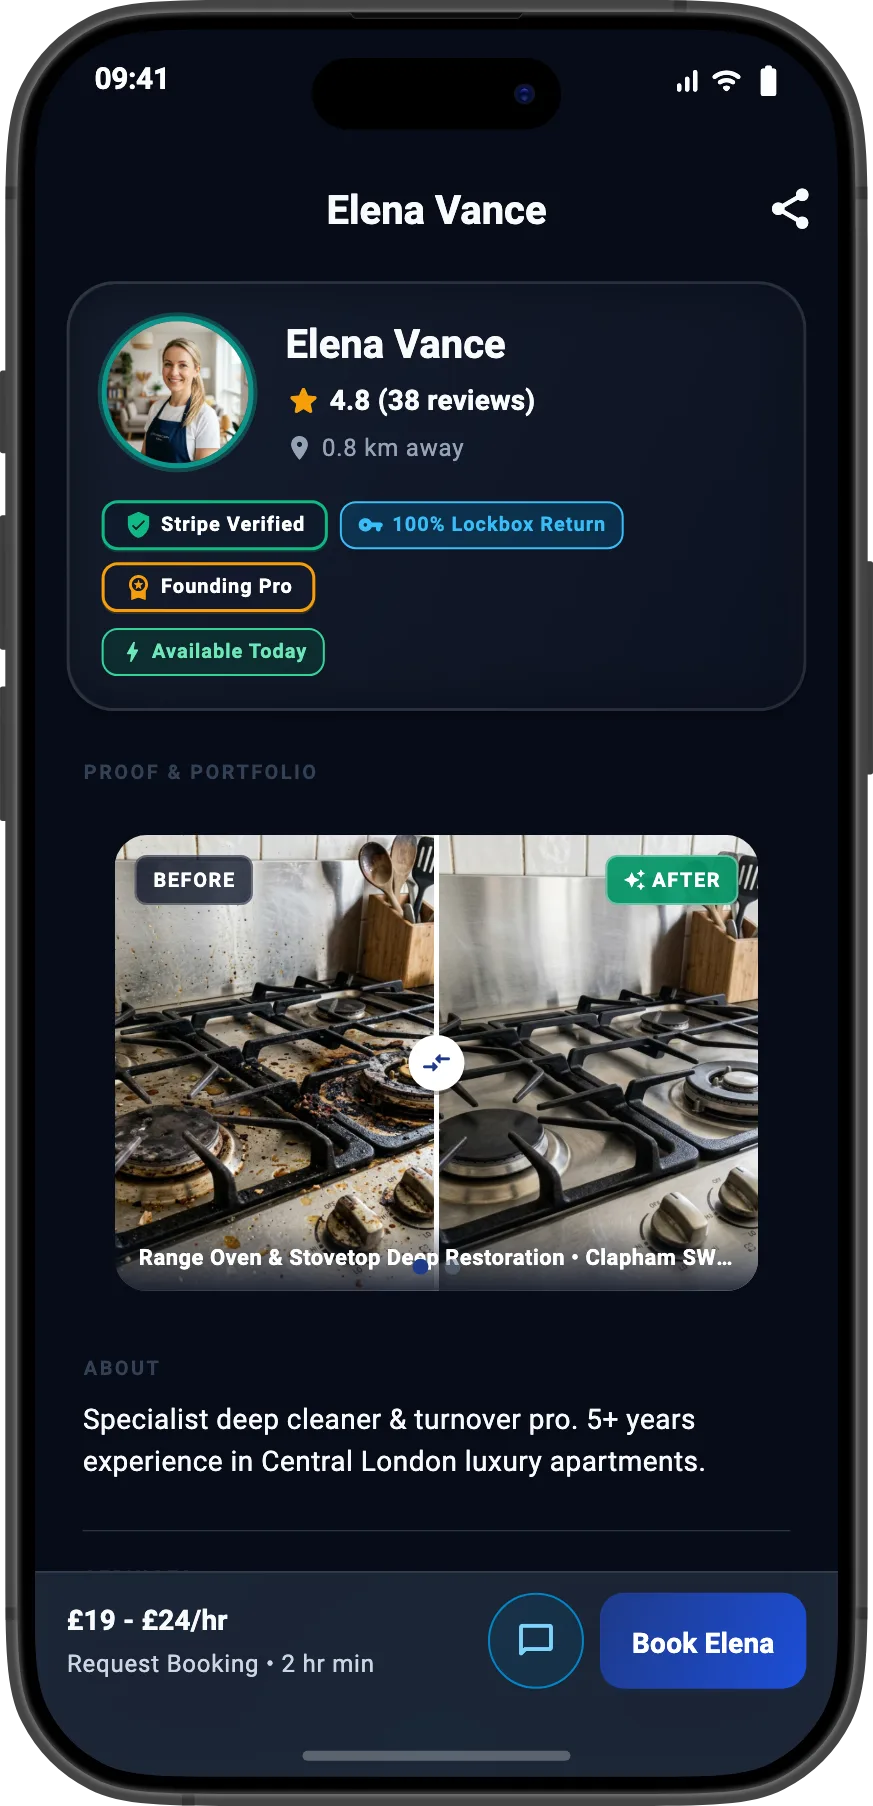 09:41
Elena Vance
Elena Vance
4.8 (38 reviews)
0.8 km away
Stripe Verified
100% Lockbox Return
Founding Pro
Available Today
PROOF & PORTFOLIO
BEFORE
AFTER
Range Oven & Stovetop Deep Restoration • Clapham SW...
ABOUT
Specialist deep cleaner & turnover pro. 5+ years
experience in Central London luxury apartments.
£19 - £24/hr
Request Booking • 2 hr min
Book Elena